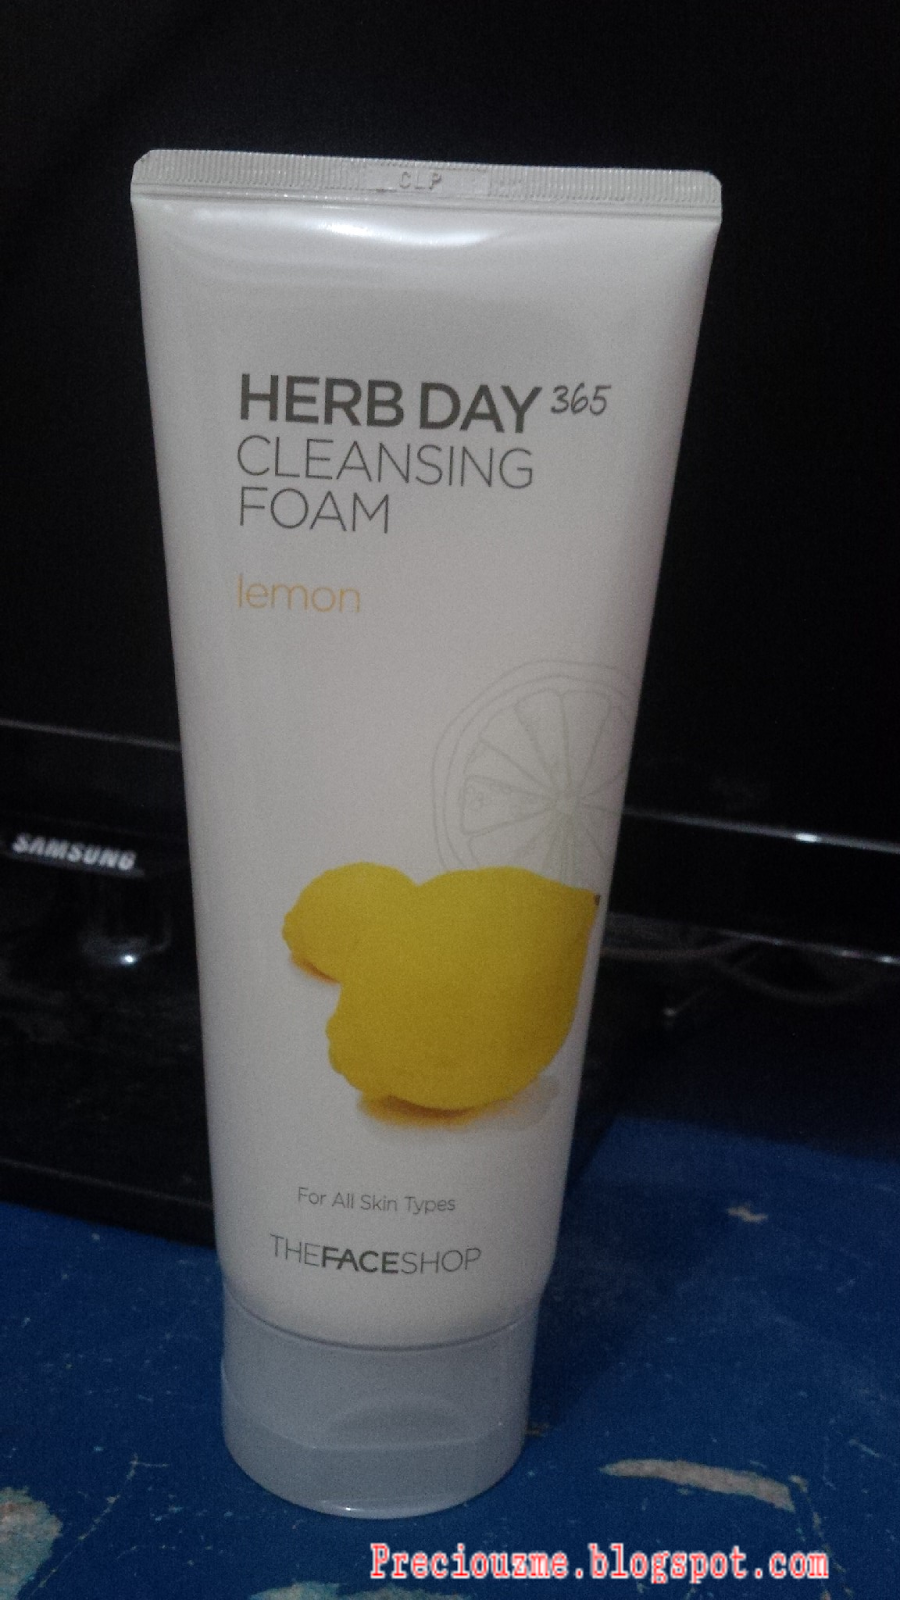 CLP
HERB DAY 365
CLEANSING
FOAM
lemon
SAMSUNG
For All Skin Types
THEFACESHOP
Preciouzme.blogspot.com